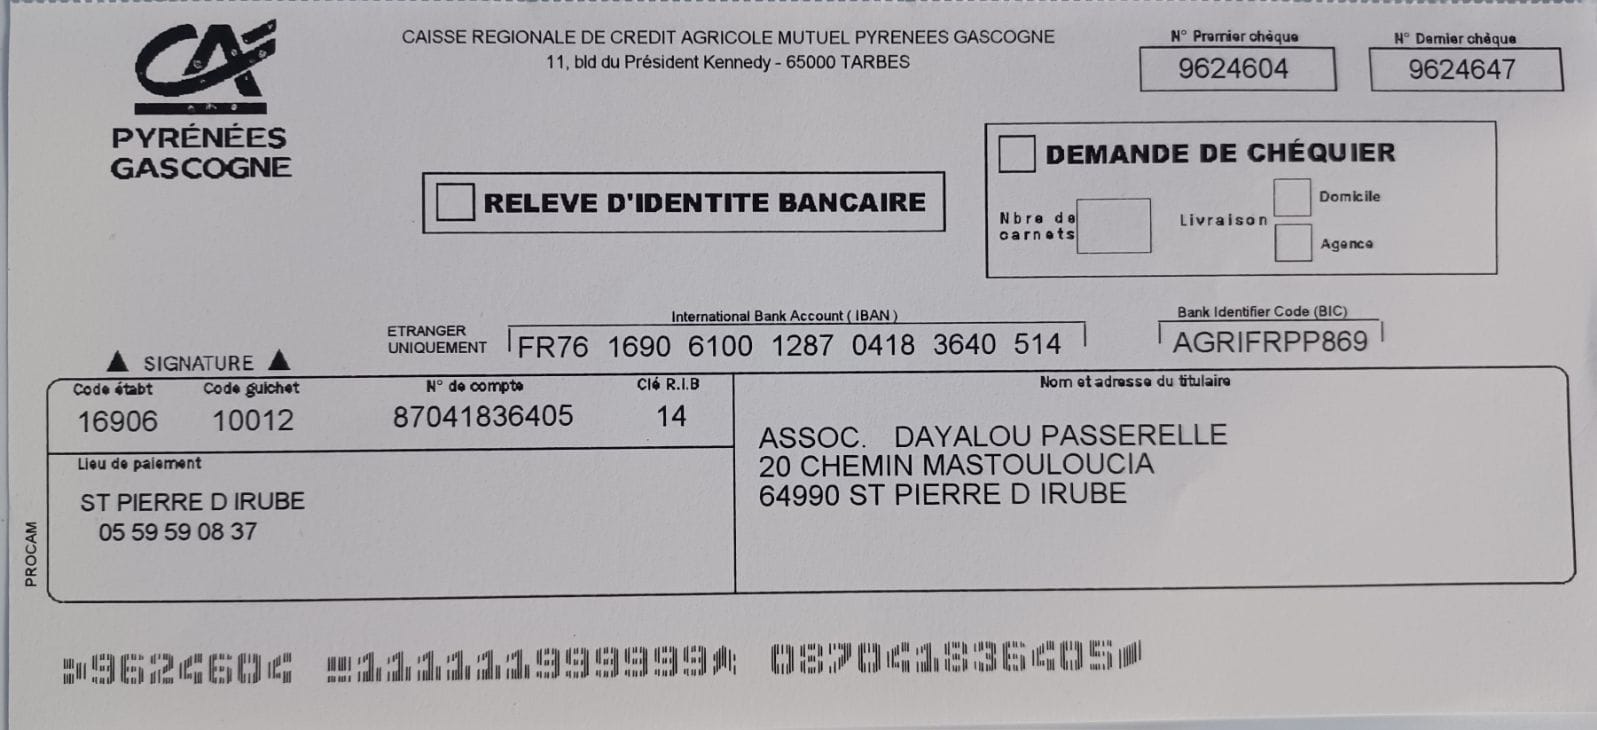 CA
PYRÉNÉES
GASCOGNE
CAISSE REGIONALE DE CREDIT AGRICOLE MUTUEL PYRENEES GASCOGNE
11, bld du Président Kennedy - 65000 TARBES
N° Premier chèque
9624604
N° Dernier chèque
9624647
RELEVE D'IDENTITE BANCAIRE
DEMANDE DE CHÉQUIER
Nbre de
carnets
Livraison
Domicile
Agence
ETRANGER
UNIQUEMENT
International Bank Account ( IBAN )
FR76 1690 6100 1287 0418 3640 514
Bank Identifier Code (BIC)
AGRIFRPP869
▲ SIGNATURE ▲
Code établt Code guichet N° de compte Clé R.I.B
16906 10012 87041836405 14
Lieu de paiement
ST PIERRE D IRUBE
05 59 59 08 37
Nom et adresse du titulaire
ASSOC. DAYALOU PASSERELLE
20 CHEMIN MASTOULOUCIA
64990 ST PIERRE D IRUBE
PROCAM
9624604 111111999999 087041836405